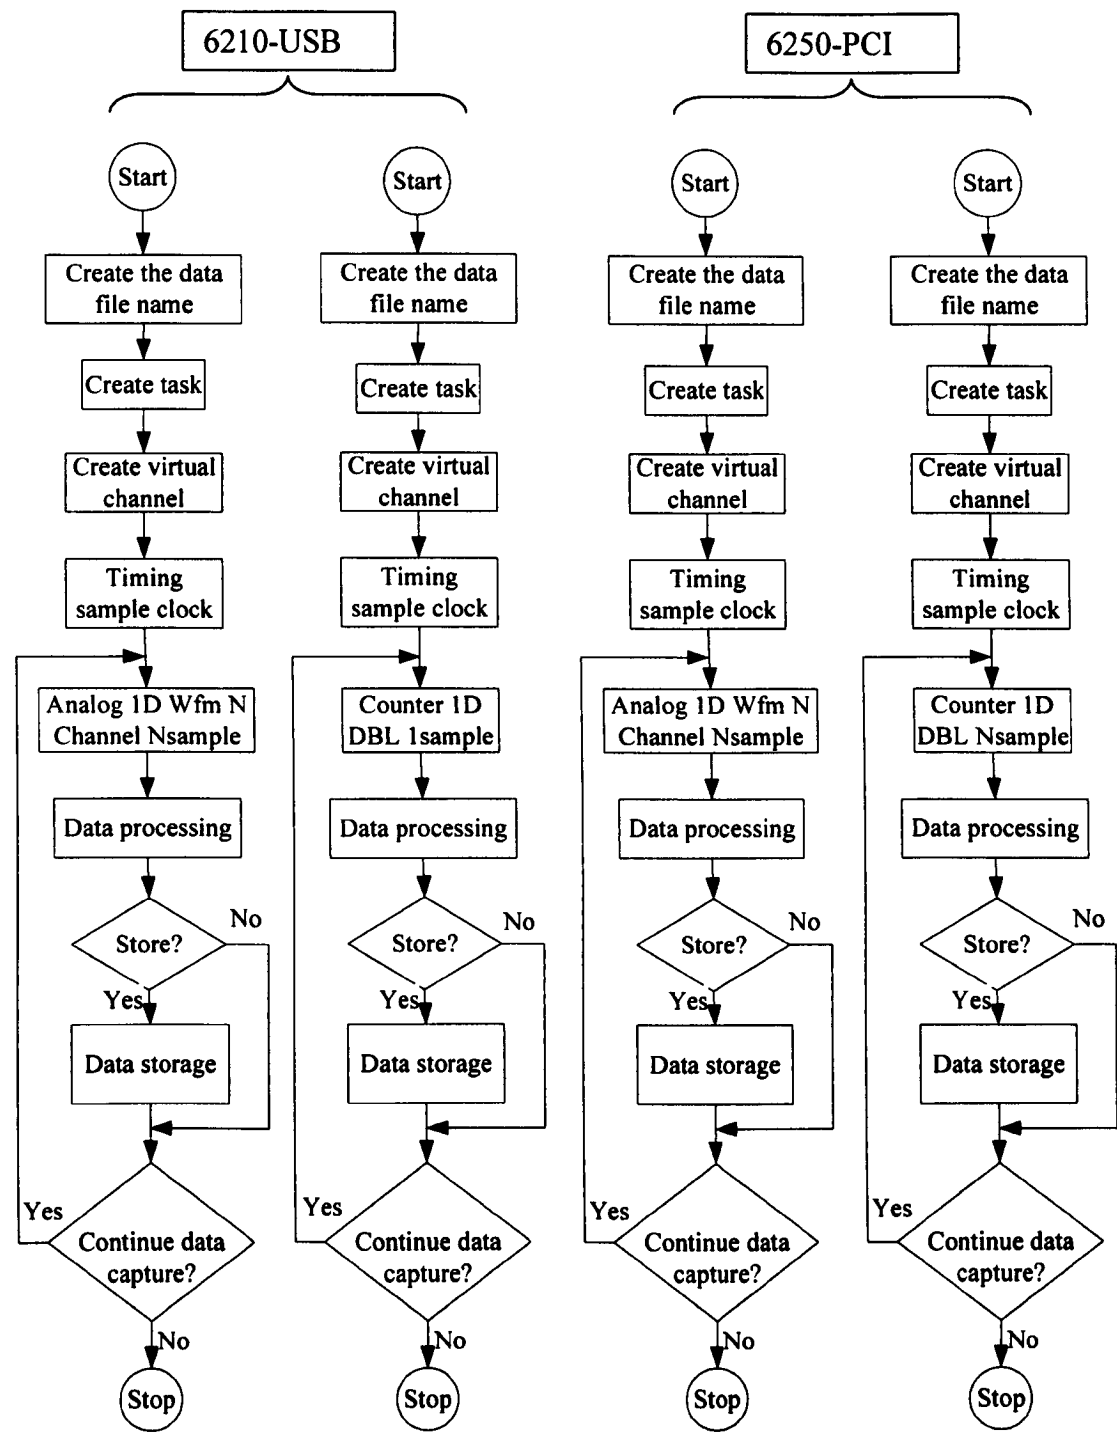 6210-USB
6250-PCI
Start
Create the data
file name
Create task
Create virtual
channel
Timing
sample clock
Analog 1D Wfm N
Channel Nsample
Data processing
Store?
No
Yes
Data storage
Yes
Continue data
capture?
No
Stop
Start
Create the data
file name
Create task
Create virtual
channel
Timing
sample clock
Counter 1D
DBL 1sample
Data processing
Store?
No
Yes
Data storage
Yes
Continue data
capture?
No
Stop
Start
Create the data
file name
Create task
Create virtual
channel
Timing
sample clock
Analog 1D Wfm N
Channel Nsample
Data processing
Store?
No
Yes
Data storage
Yes
Continue data
capture?
No
Stop
Start
Create the data
file name
Create task
Create virtual
channel
Timing
sample clock
Counter 1D
DBL Nsample
Data processing
Store?
No
Yes
Data storage
Yes
Continue data
capture?
No
Stop